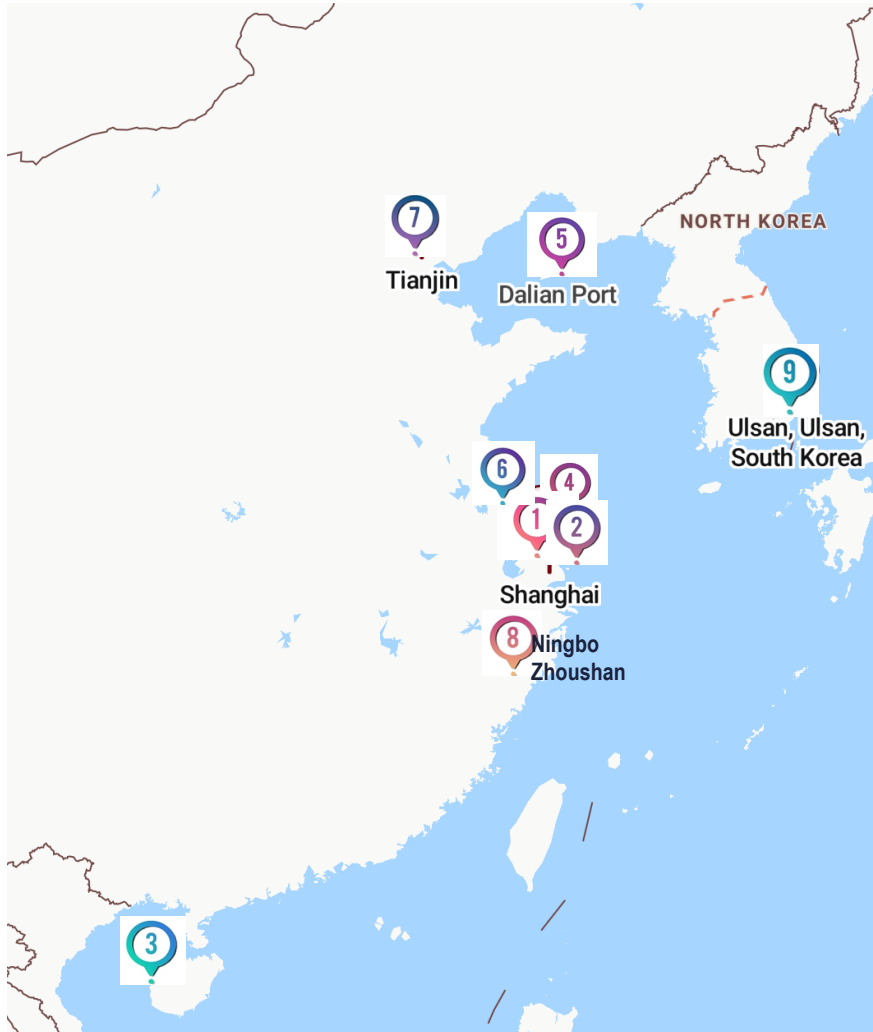 7
5
NORTH KOREA
Tianjin
Dalian Port
9
Ulsan, Ulsan,
South Korea
6
4
1
2
Shanghai
8
Ningbo
Zhoushan
3